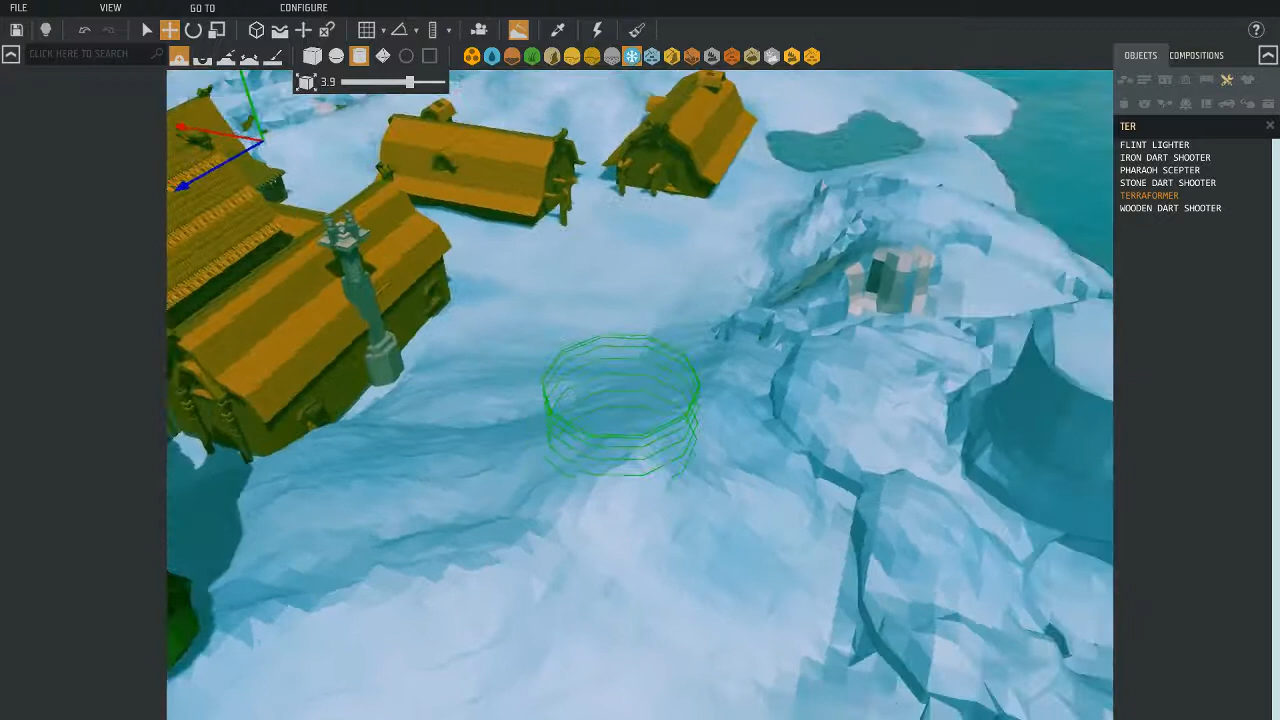 FILE VIEW GO TO CONFIGURE
CLICK HERE TO SEARCH
OBJECTS COMPOSITIONS
3.9
TER
FLINT LIGHTER
IRON DART SHOOTER
PHARAOH SCEPTER
STONE DART SHOOTER
TERRAFORMER
WOODEN DART SHOOTER